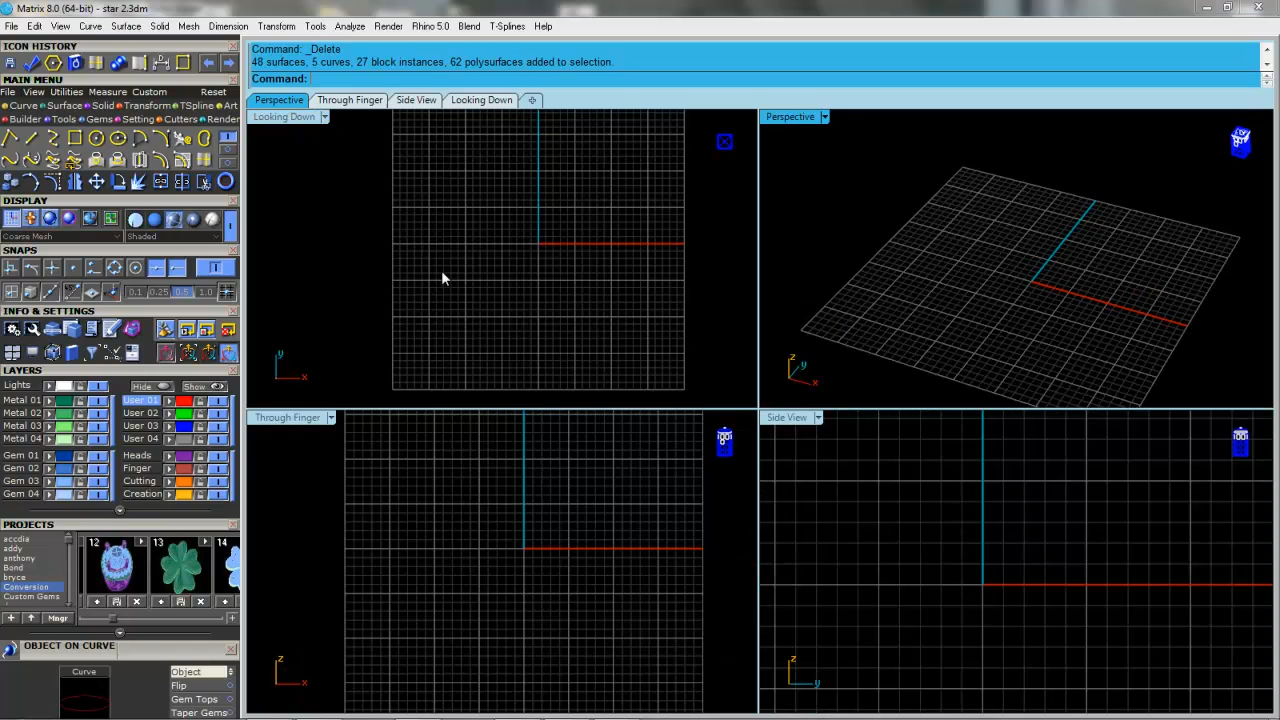 Matrix 8.0 (64-bit) - star 2.3dm
File Edit View Curve Surface Solid Mesh Dimension Transform Tools Analyze Render Rhino 5.0 Blend T-Splines Help
ICON HISTORY
MAIN MENU
File View Utilities Measure Custom Reset
Curve Surface Solid Transform TSpline Art
Builder Tools Gems Setting Cutters Render
DISPLAY
Coarse Mesh Shaded
SNAPS
0.1 0.25 0.5 1.0
INFO & SETTINGS
LAYERS
Lights Hide Show
Metal 01 User 01
Metal 02 User 02
Metal 03 User 03
Metal 04 User 04
Gem 01 Heads
Gem 02 Finger
Gem 03 Cutting
Gem 04 Creation
PROJECTS
accdia
addy
anthony
Bond
bryce
Conversion
Custom Gems
12 13 14
Mngr
OBJECT ON CURVE
Curve Object
Flip
Gem Tops
Taper Gems
Command: _Delete
48 surfaces, 5 curves, 27 block instances, 62 polysurfaces added to selection.
Command:
Perspective Through Finger Side View Looking Down
Looking Down
y
x
Perspective
z
y
x
Through Finger
z
x
Side View
z
y